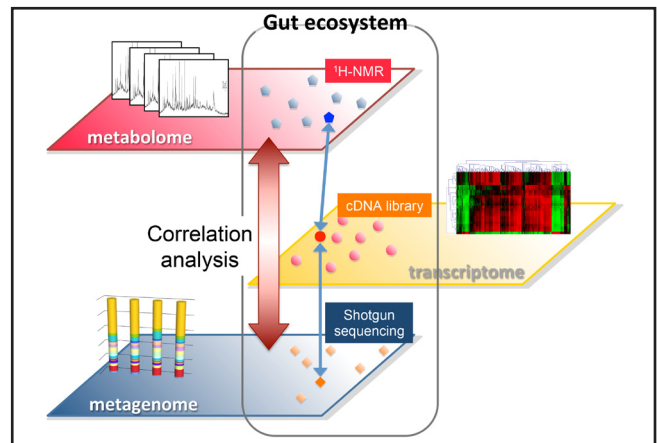 Gut ecosystem
¹H-NMR
metabolome
cDNA library
Correlation
analysis
transcriptome
Shotgun
sequencing
metagenome